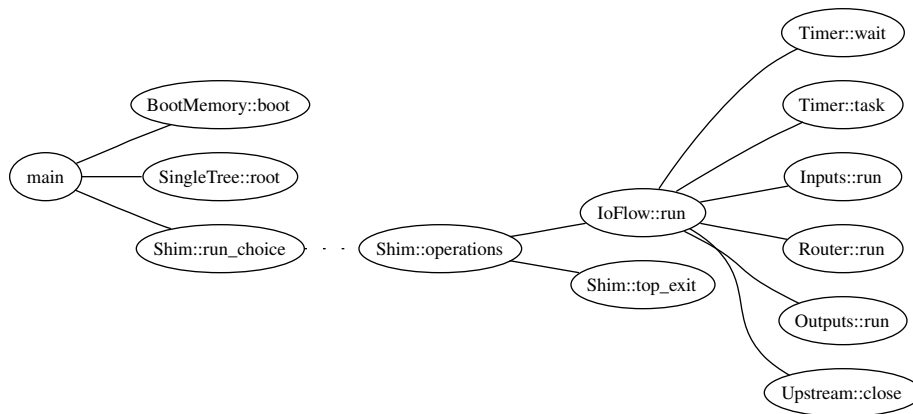 Timer::wait
BootMemory::boot
Timer::task
main
SingleTree::root
Inputs::run
IoFlow::run
Shim::run_choice
Shim::operations
Router::run
Shim::top_exit
Outputs::run
Upstream::close